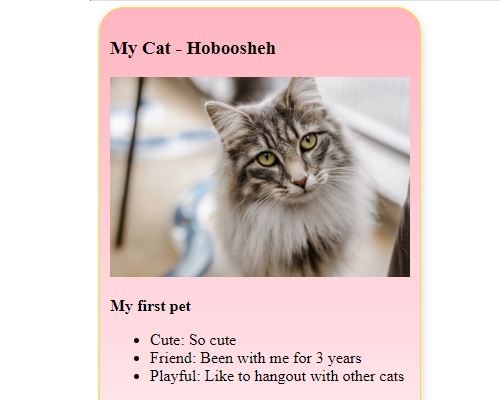 My Cat - Hoboosheh
My first pet
Cute: So cute
Friend: Been with me for 3 years
Playful: Like to hangout with other cats